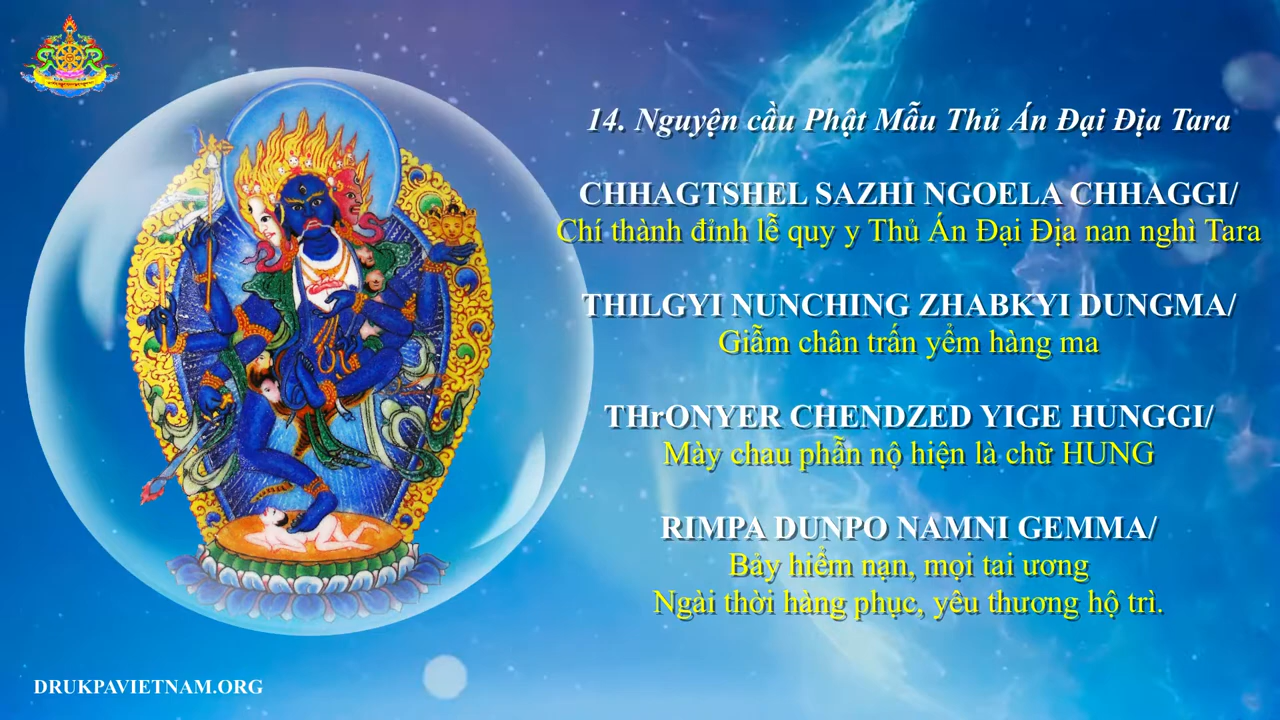 14. Nguyện cầu Phật Mẫu Thủ Án Đại Địa Tara
CHHAGTSHEL SAZHI NGOELA CHHAGGI/
Chí thành đỉnh lễ quy y Thủ Án Đại Địa nan nghì Tara
THILGYI NUNCHING ZHABKYI DUNGMA/
Giẫm chân trấn yểm hàng ma
THrONYER CHENDZED YIGE HUNGGI/
Mày chau phẫn nộ hiện là chữ HUNG
RIMPA DUNPO NAMNI GEMMA/
Bảy hiểm nạn, mọi tai ương
Ngài thời hàng phục, yêu thương hộ trì.
DRUKPAVIETNAM.ORG